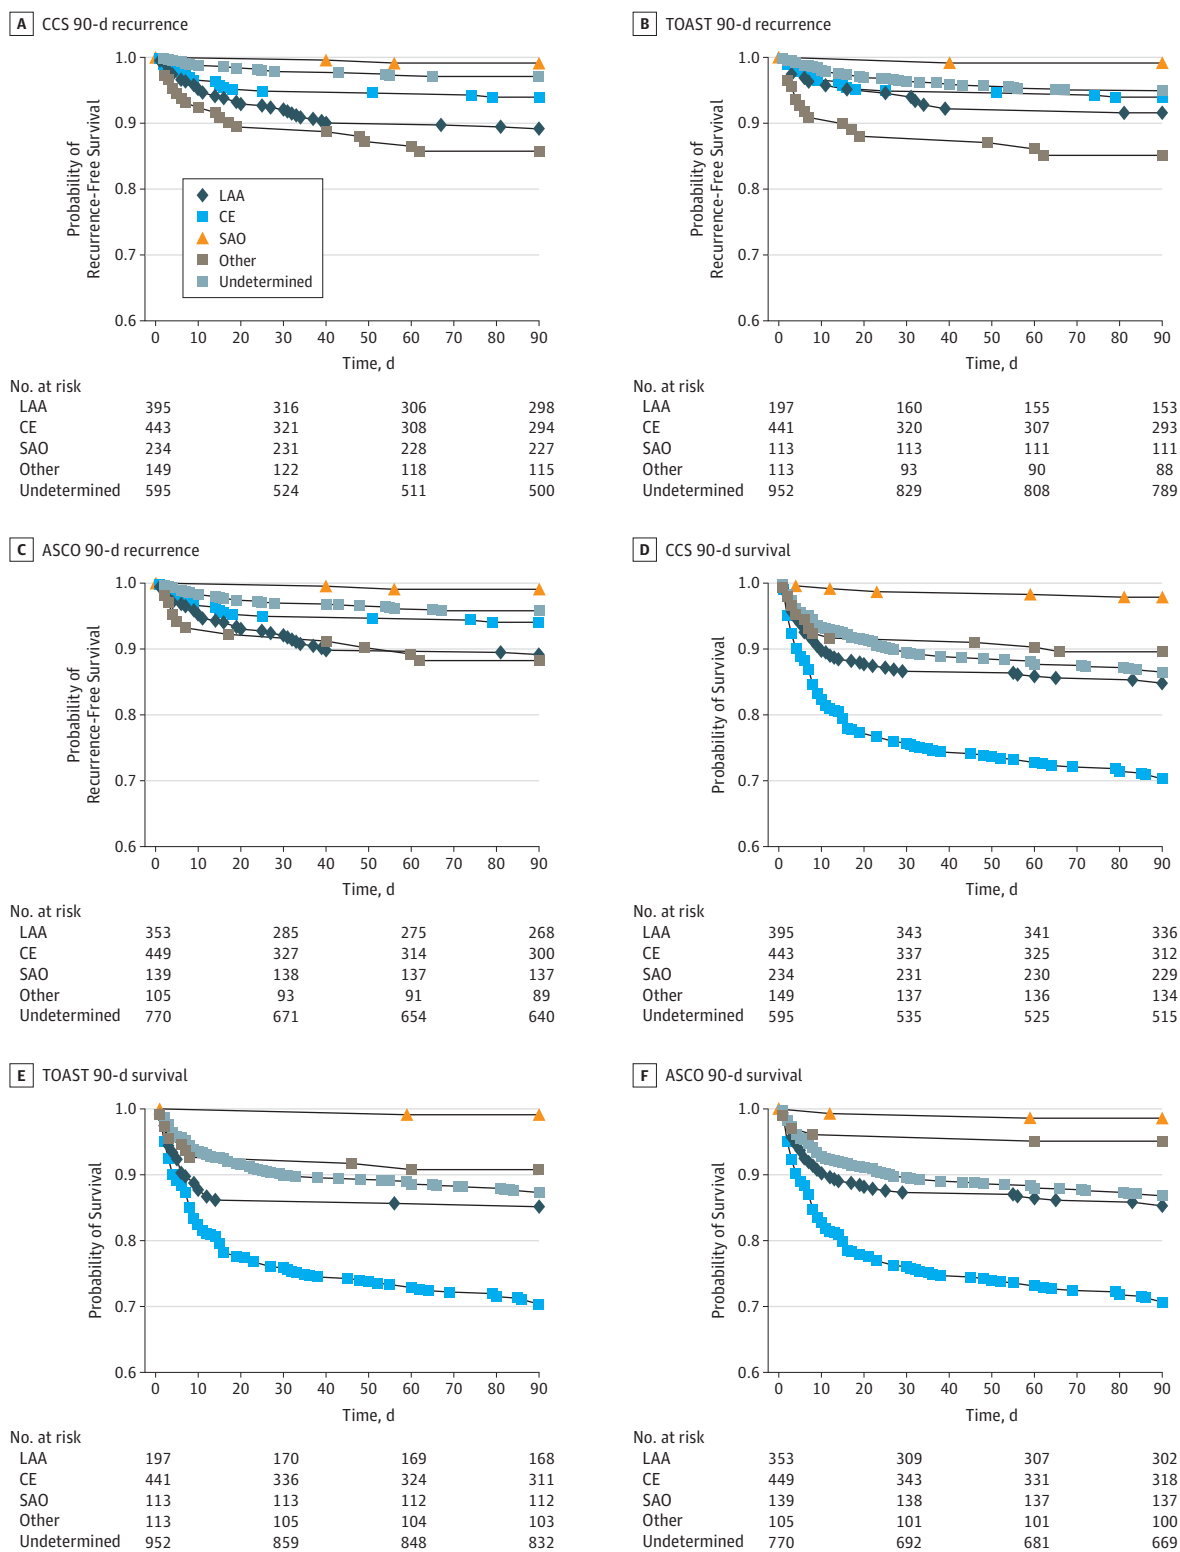 A CCS 90-d recurrence
Probability of
Recurrence-Free Survival
1.0
0.9
0.8
0.7
0.6
LAA
CE
SAO
Other
Undetermined
0 10 20 30 40 50 60 70 80 90
Time, d
No. at risk
LAA 395 316 306 298
CE 443 321 308 294
SAO 234 231 228 227
Other 149 122 118 115
Undetermined 595 524 511 500
B TOAST 90-d recurrence
Probability of
Recurrence-Free Survival
1.0
0.9
0.8
0.7
0.6
0 10 20 30 40 50 60 70 80 90
Time, d
No. at risk
LAA 197 160 155 153
CE 441 320 307 293
SAO 113 113 111 111
Other 113 93 90 88
Undetermined 952 829 808 789
C ASCO 90-d recurrence
Probability of
Recurrence-Free Survival
1.0
0.9
0.8
0.7
0.6
0 10 20 30 40 50 60 70 80 90
Time, d
No. at risk
LAA 353 285 275 268
CE 449 327 314 300
SAO 139 138 137 137
Other 105 93 91 89
Undetermined 770 671 654 640
D CCS 90-d survival
Probability of Survival
1.0
0.9
0.8
0.7
0.6
0 10 20 30 40 50 60 70 80 90
Time, d
No. at risk
LAA 395 343 341 336
CE 443 337 325 312
SAO 234 231 230 229
Other 149 137 136 134
Undetermined 595 535 525 515
E TOAST 90-d survival
Probability of Survival
1.0
0.9
0.8
0.7
0.6
0 10 20 30 40 50 60 70 80 90
Time, d
No. at risk
LAA 197 170 169 168
CE 441 336 324 311
SAO 113 113 112 112
Other 113 105 104 103
Undetermined 952 859 848 832
F ASCO 90-d survival
Probability of Survival
1.0
0.9
0.8
0.7
0.6
0 10 20 30 40 50 60 70 80 90
Time, d
No. at risk
LAA 353 309 307 302
CE 449 343 331 318
SAO 139 138 137 137
Other 105 101 101 100
Undetermined 770 692 681 669